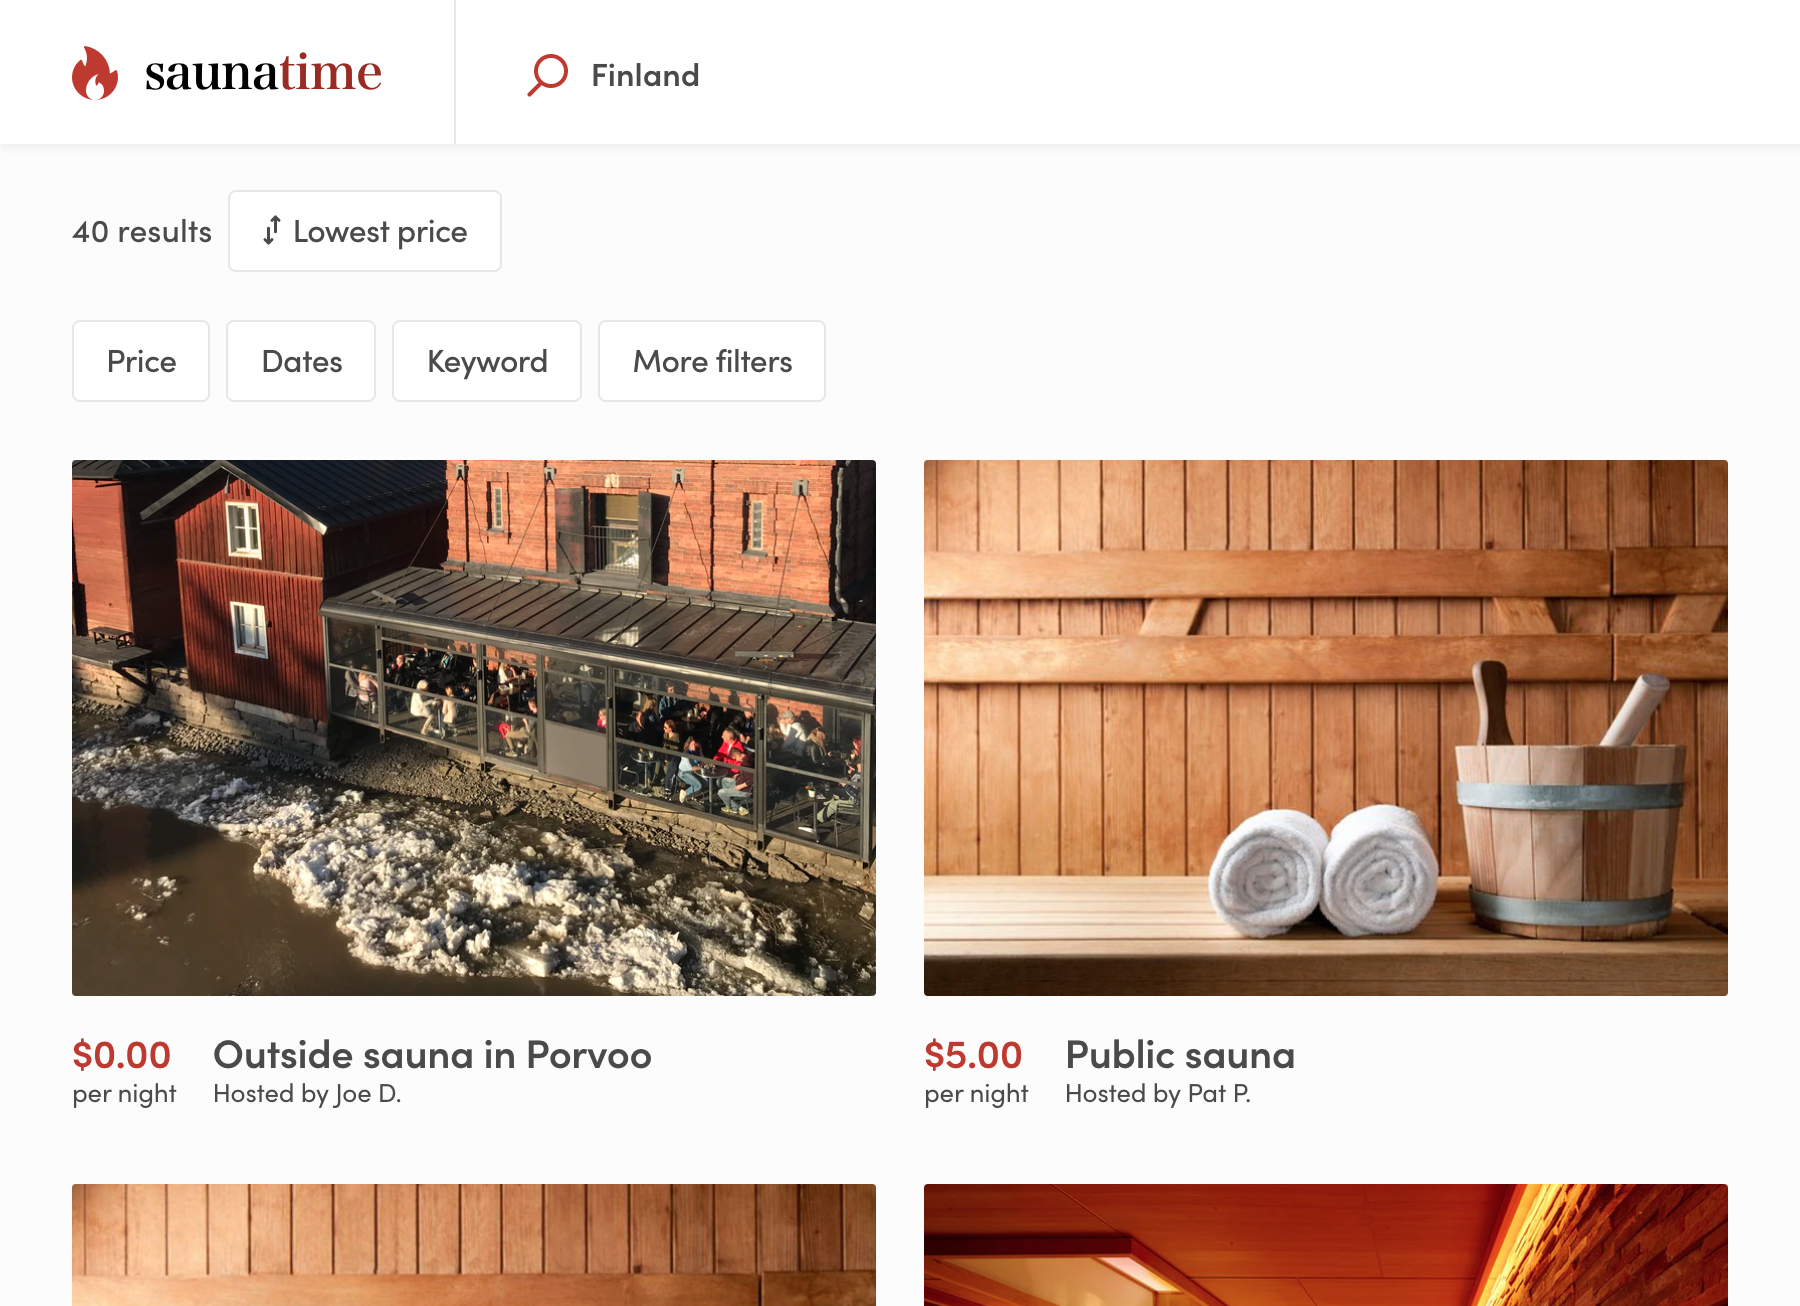 saunatime
Finland
40 results
Lowest price
Price
Dates
Keyword
More filters
$0.00
per night
Outside sauna in Porvoo
Hosted by Joe D.
$5.00
per night
Public sauna
Hosted by Pat P.